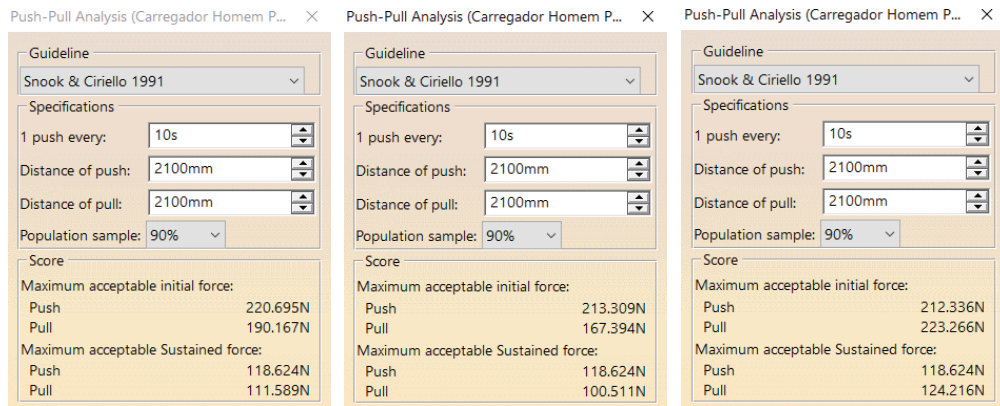 Push-Pull Analysis (Carregador Homem P...
Guideline
Snook & Ciriello 1991
Specifications
1 push every: 10s
Distance of push: 2100mm
Distance of pull: 2100mm
Population sample: 90%
Score
Maximum acceptable initial force:
Push 220.695N
Pull 190.167N
Maximum acceptable Sustained force:
Push 118.624N
Pull 111.589N
Push-Pull Analysis (Carregador Homem P...
Guideline
Snook & Ciriello 1991
Specifications
1 push every: 10s
Distance of push: 2100mm
Distance of pull: 2100mm
Population sample: 90%
Score
Maximum acceptable initial force:
Push 213.309N
Pull 167.394N
Maximum acceptable Sustained force:
Push 118.624N
Pull 100.511N
Push-Pull Analysis (Carregador Homem P...
Guideline
Snook & Ciriello 1991
Specifications
1 push every: 10s
Distance of push: 2100mm
Distance of pull: 2100mm
Population sample: 90%
Score
Maximum acceptable initial force:
Push 212.336N
Pull 223.266N
Maximum acceptable Sustained force:
Push 118.624N
Pull 124.216N